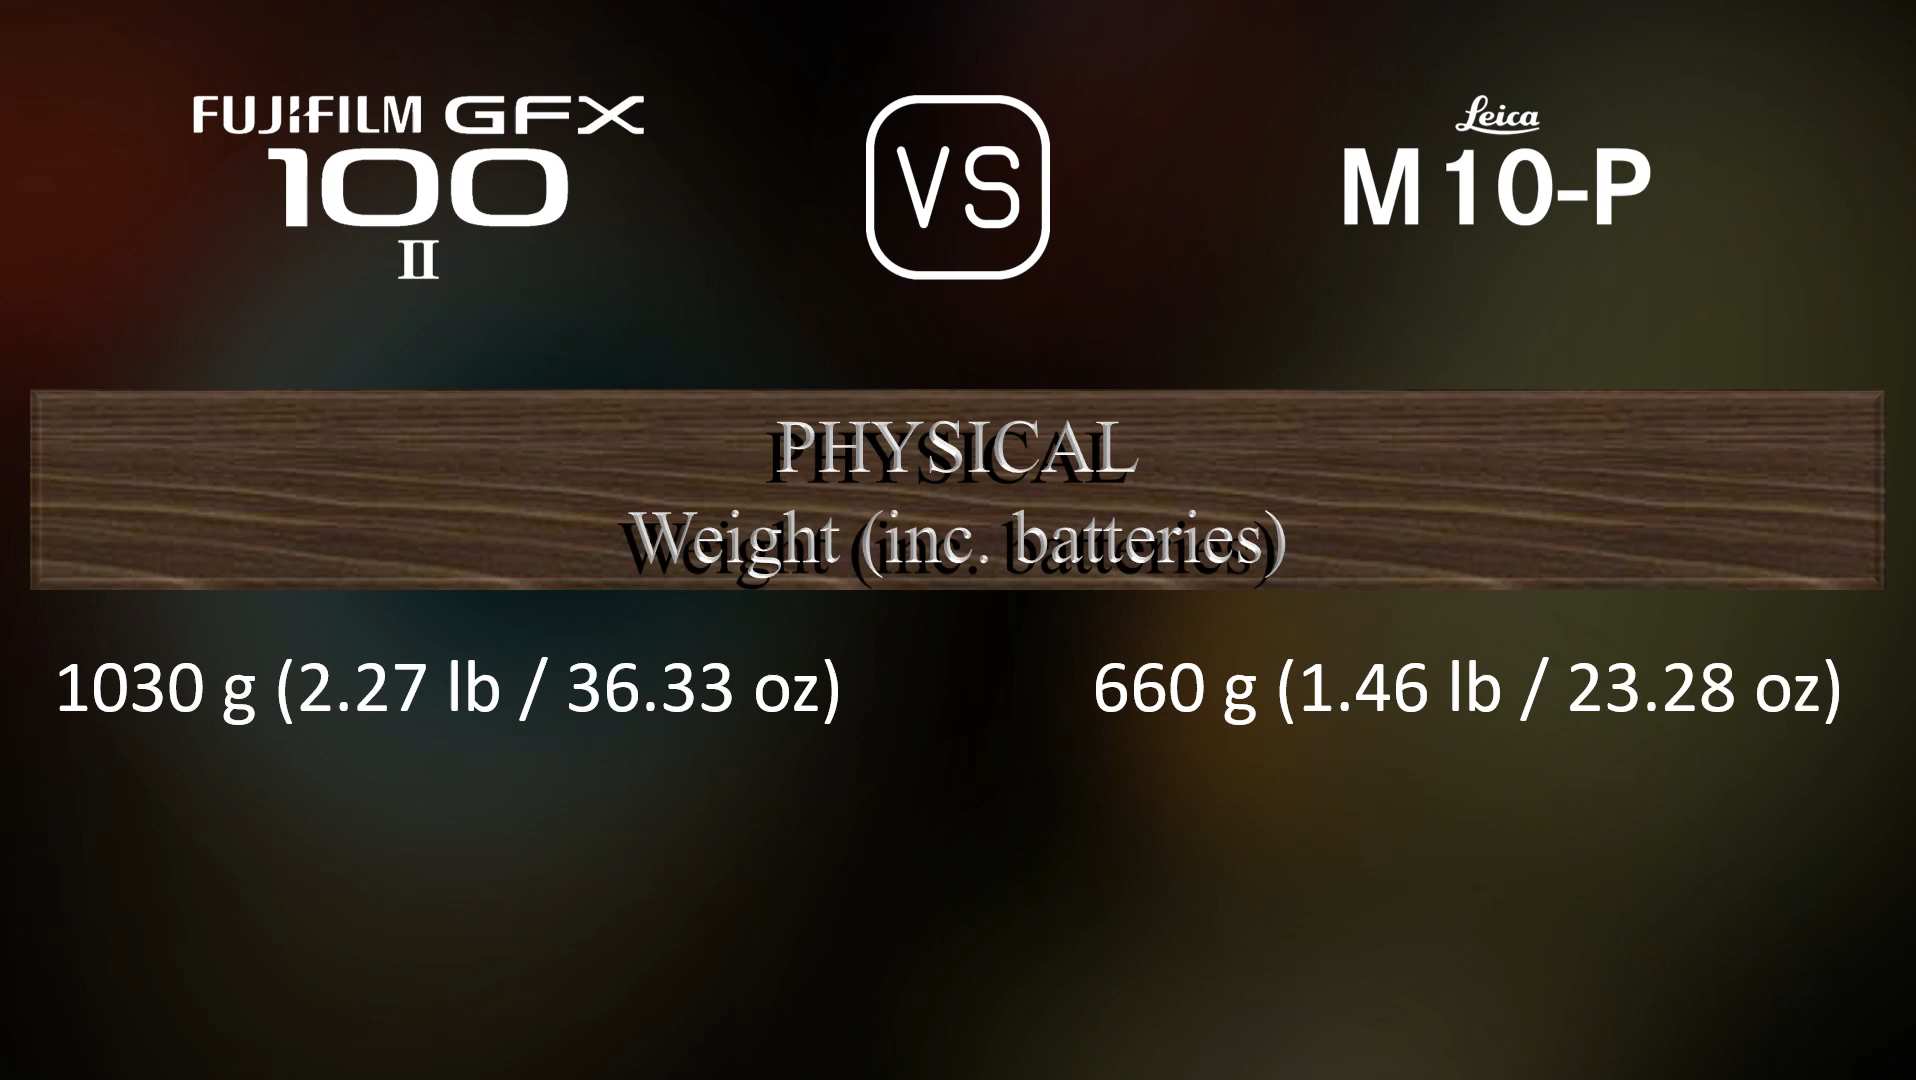 FUJIFILM GFX
100
II
VS
Leica
M10-P
PHYSICAL
Weight (inc. batteries)
1030 g (2.27 lb / 36.33 oz)
660 g (1.46 lb / 23.28 oz)